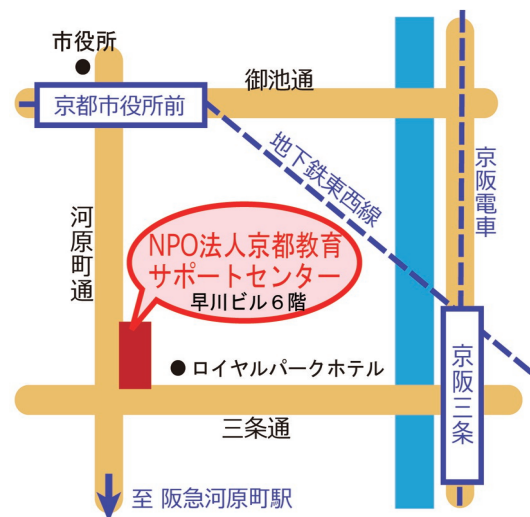 市役所
御池通
京都市役所前
地下鉄東西線
京阪電車
河原町通
NPO法人京都教育
サポートセンター
早川ビル6階
ロイヤルパークホテル
京阪三条
三条通
至 阪急河原町駅